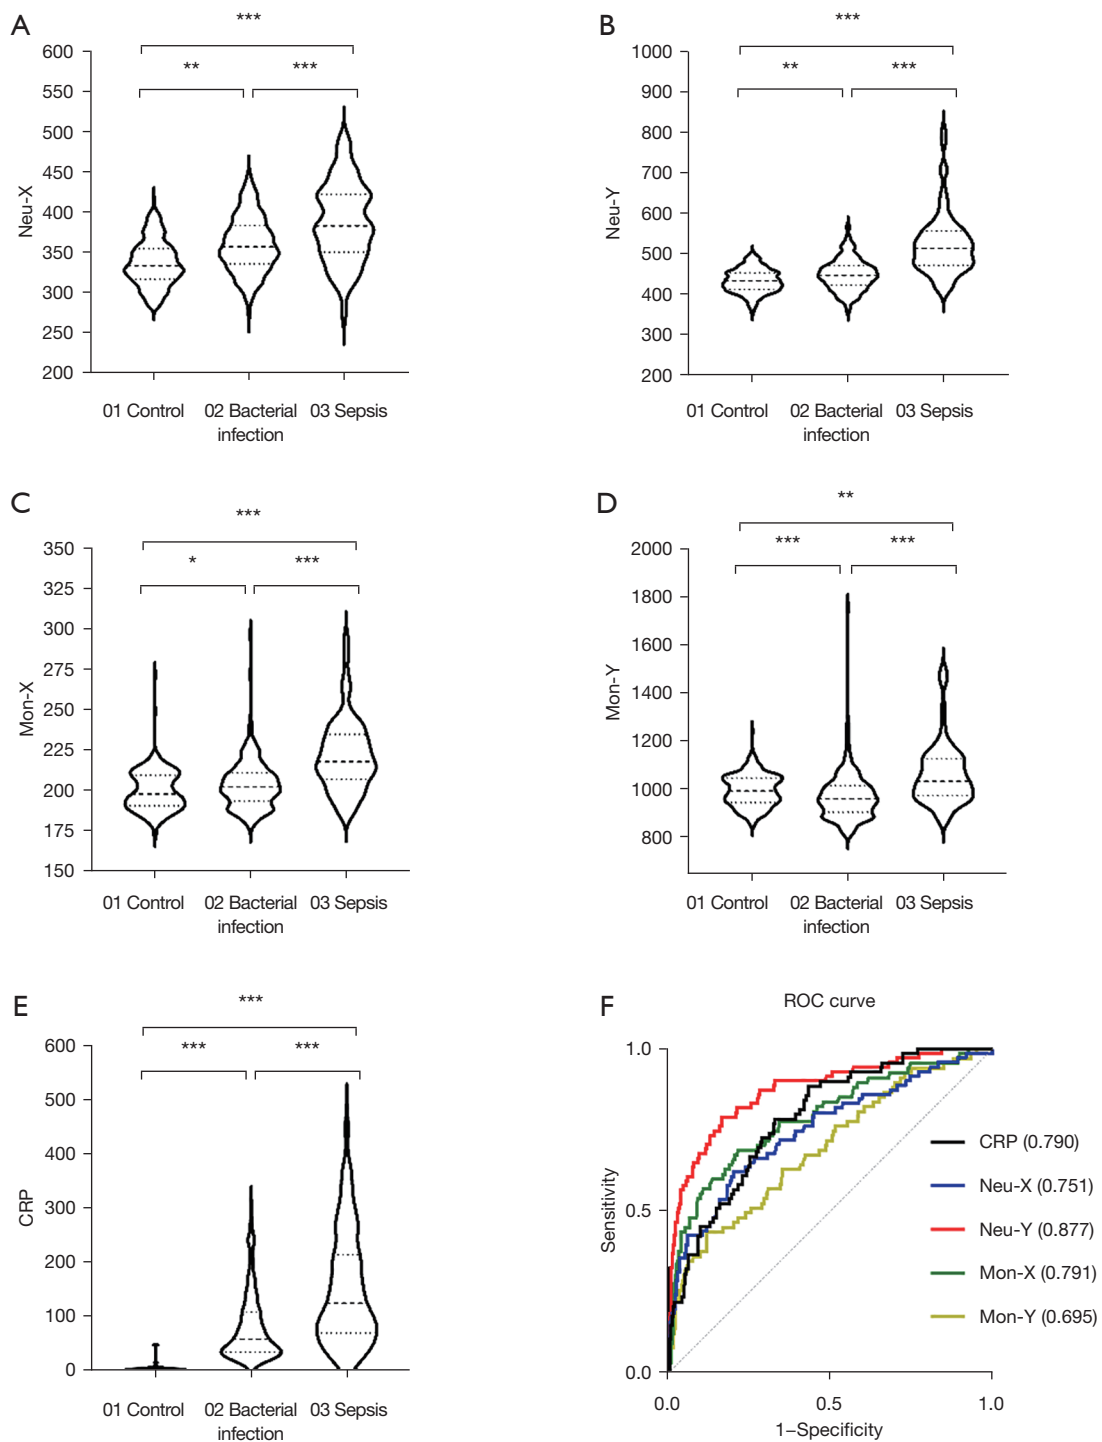 A
***
600
** ***
550
500
450
400
350
300
250
200
Neu-X
01 Control 02 Bacterial 03 Sepsis
infection
B
***
1000
** ***
900
800
700
600
500
400
300
200
Neu-Y
01 Control 02 Bacterial 03 Sepsis
infection
C
***
350
* ***
325
300
275
250
225
200
175
150
Mon-X
01 Control 02 Bacterial 03 Sepsis
infection
D
**
2000
*** ***
1800
1600
1400
1200
1000
800
Mon-Y
01 Control 02 Bacterial 03 Sepsis
infection
E
***
600
*** ***
500
400
300
200
100
0
CRP
01 Control 02 Bacterial 03 Sepsis
infection
F
ROC curve
1.0
0.5
0.0
Sensitivity
CRP (0.790)
Neu-X (0.751)
Neu-Y (0.877)
Mon-X (0.791)
Mon-Y (0.695)
0.0 0.5 1.0
1−Specificity